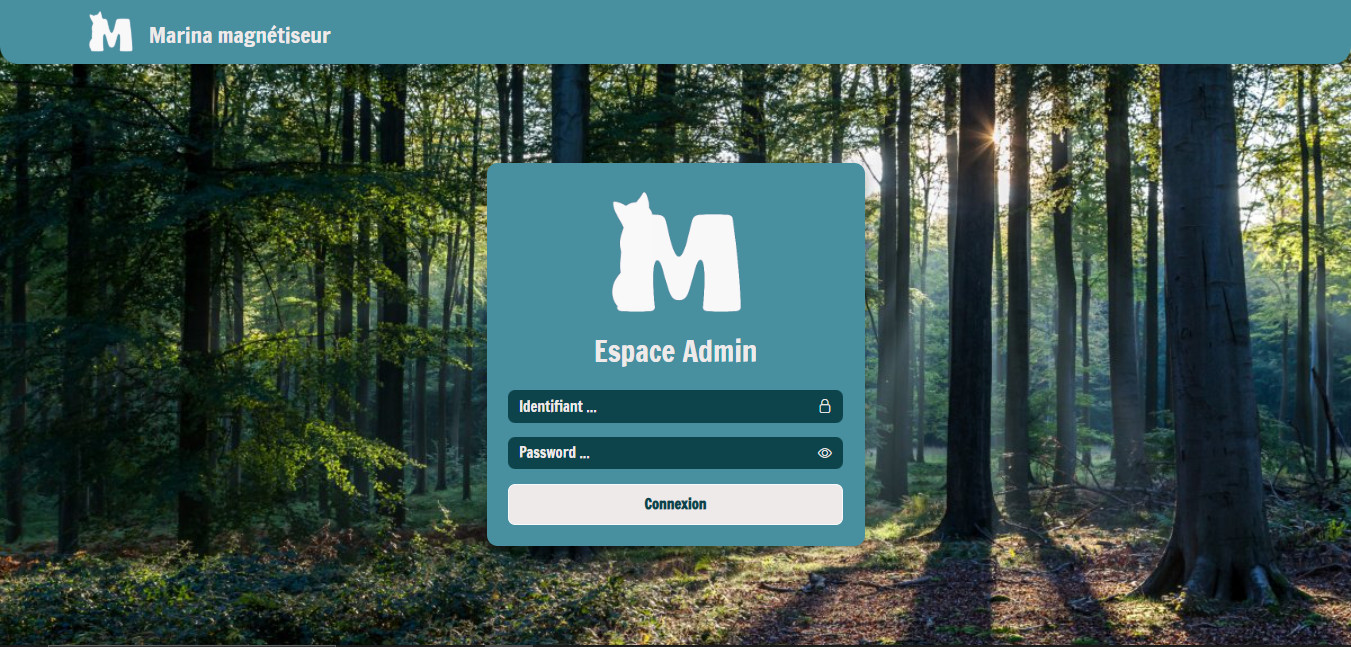 M Marina magnétiseur
M
Espace Admin
Identifiant ...
Password ...
Connexion